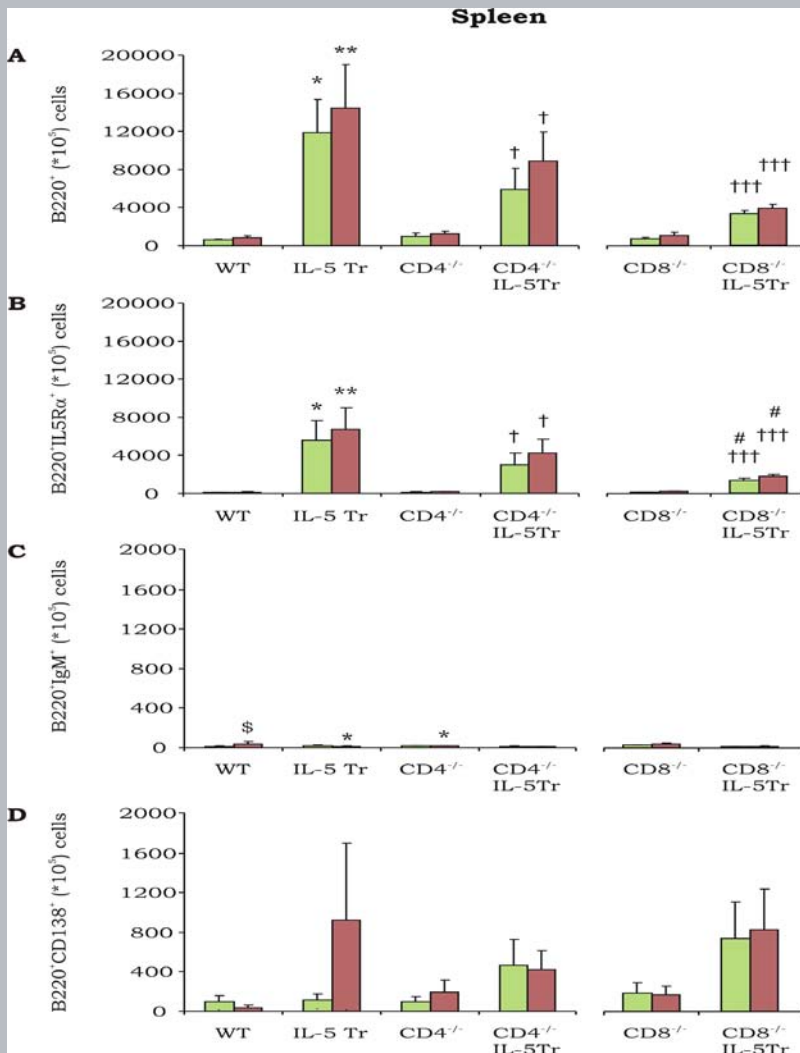 Spleen
A
B220⁺ (*10⁵) cells
20000
16000
12000
8000
4000
0
* ** † † ††† †††
WT IL-5 Tr CD4⁻/⁻ CD4⁻/⁻ CD8⁻/⁻ CD8⁻/⁻
IL-5Tr IL-5Tr
B
B220⁺IL5Rα⁺ (*10⁵) cells
20000
16000
12000
8000
4000
0
* ** † † # #
††† †††
WT IL-5 Tr CD4⁻/⁻ CD4⁻/⁻ CD8⁻/⁻ CD8⁻/⁻
IL-5Tr IL-5Tr
C
B220⁺IgM⁺ (*10⁵) cells
2000
1600
1200
800
400
0
$ * *
WT IL-5 Tr CD4⁻/⁻ CD4⁻/⁻ CD8⁻/⁻ CD8⁻/⁻
IL-5Tr IL-5Tr
D
B220⁺CD138⁺ (*10⁵) cells
2000
1600
1200
800
400
0
WT IL-5 Tr CD4⁻/⁻ CD4⁻/⁻ CD8⁻/⁻ CD8⁻/⁻
IL-5Tr IL-5Tr